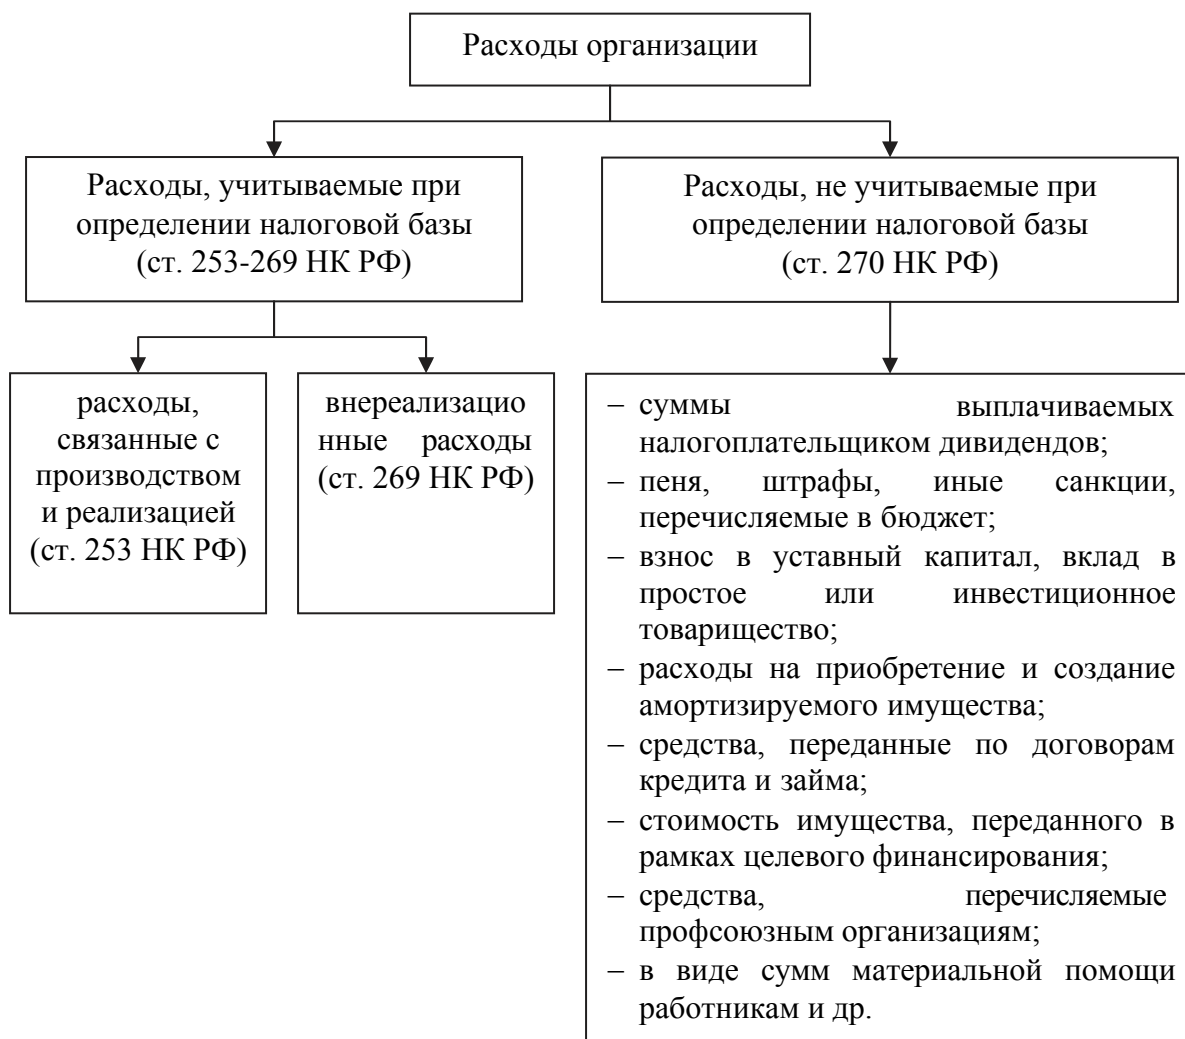 Расходы организации
Расходы, учитываемые при
определении налоговой базы
(ст. 253-269 НК РФ)
Расходы, не учитываемые при
определении налоговой базы
(ст. 270 НК РФ)
расходы,
связанные с
производством
и реализацией
(ст. 253 НК РФ)
внереализацио
нные расходы
(ст. 269 НК РФ)
– суммы выплачиваемых
налогоплательщиком дивидендов;
– пеня, штрафы, иные санкции,
перечисляемые в бюджет;
– взнос в уставный капитал, вклад в
простое или инвестиционное
товарищество;
– расходы на приобретение и создание
амортизируемого имущества;
– средства, переданные по договорам
кредита и займа;
– стоимость имущества, переданного в
рамках целевого финансирования;
– средства, перечисляемые
профсоюзным организациям;
– в виде сумм материальной помощи
работникам и др.